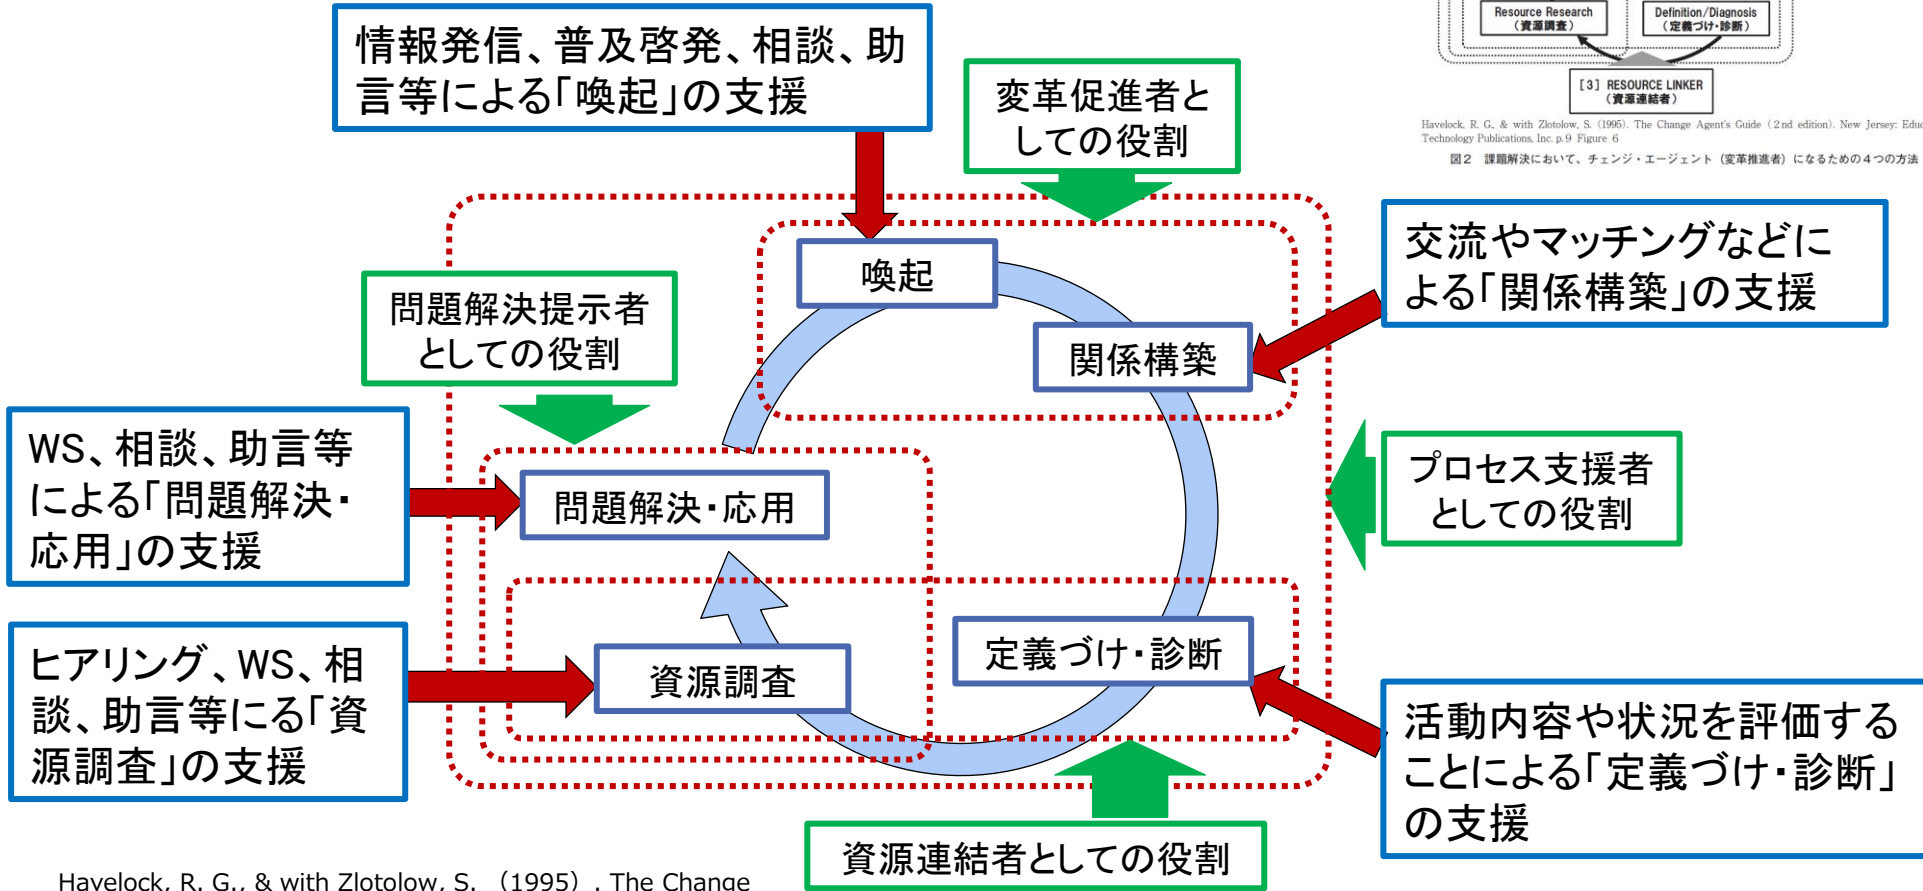 情報発信、普及啓発、相談、助
言等による「喚起」の支援
変革促進者と
しての役割
Resource Research
(資源調査)
Definition/Diagnosis
(定義づけ・診断)
[3] RESOURCE LINKER
(資源連結者)
Havelock, R. G., & with Zlotolow, S. (1995). The Change Agent's Guide (2nd edition). New Jersey: Educ
Technology Publications, Inc. p.9 Figure 6
図2 課題解決において、チェンジ・エージェント（変革推進者）になるための4つの方法
交流やマッチングなどに
よる「関係構築」の支援
喚起
問題解決提示者
としての役割
関係構築
WS、相談、助言等
による「問題解決・
応用」の支援
問題解決・応用
プロセス支援者
としての役割
ヒアリング、WS、相
談、助言等にる「資
源調査」の支援
資源調査
定義づけ・診断
活動内容や状況を評価する
ことによる「定義づけ・診断」
の支援
資源連結者としての役割
Havelock, R. G., & with Zlotolow, S. （1995）. The Change